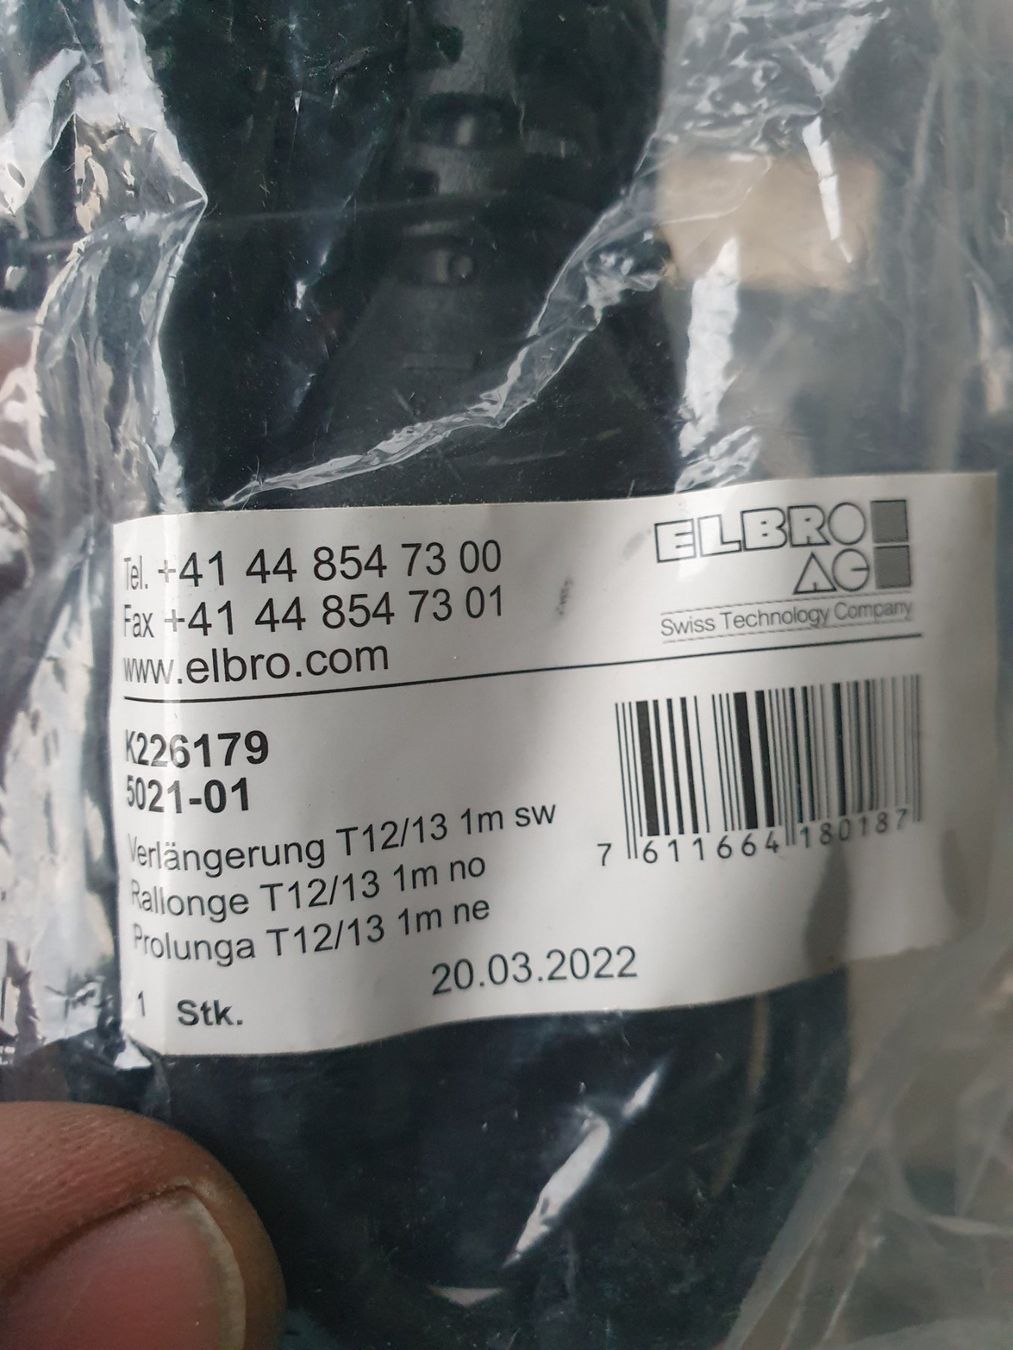 Tel. +41 44 854 73 00
Fax +41 44 854 73 01
www.elbro.com
ELBRO
AG
Swiss Technology Company
K226179
5021-01
Verlängerung T12/13 1m sw
Rallonge T12/13 1m no
Prolunga T12/13 1m ne
7 611664 180187
20.03.2022
1 Stk.